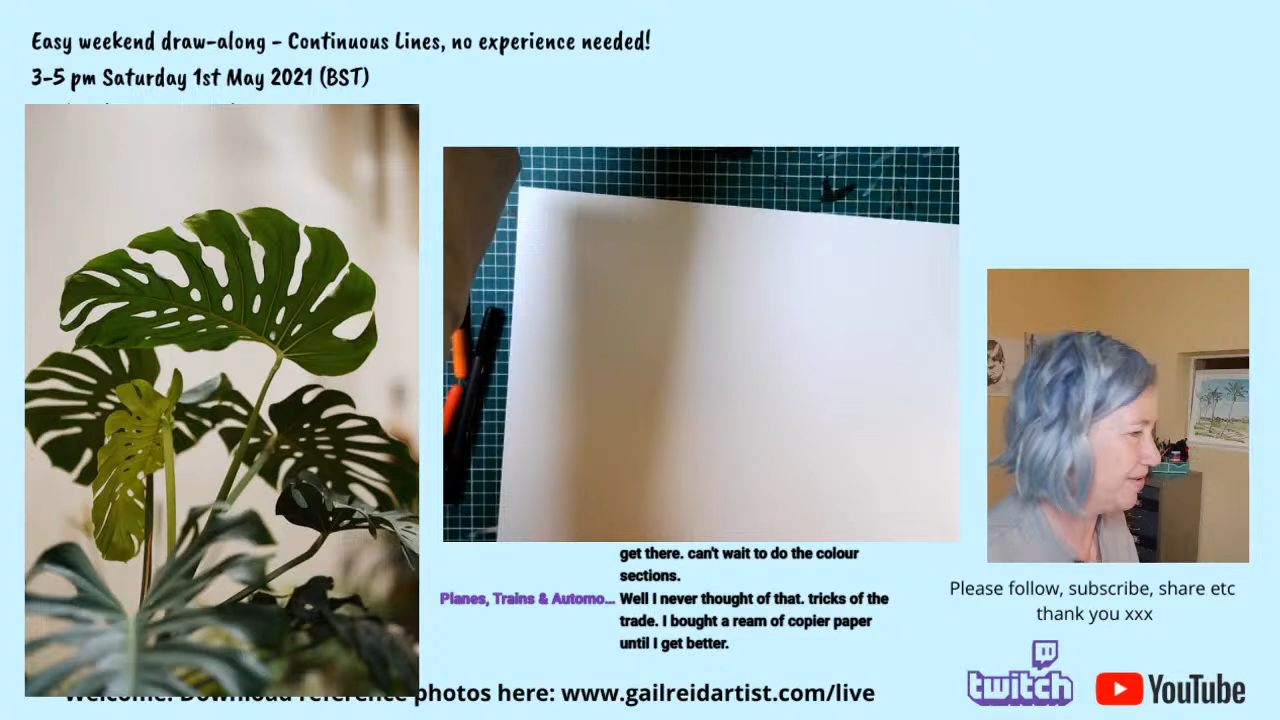 Easy weekend draw-along - Continuous Lines, no experience needed!
3-5 pm Saturday 1st May 2021 (BST)
get there. can't wait to do the colour
sections.
Planes, Trains & Automo... Well I never thought of that. tricks of the
trade. I bought a ream of copier paper
until I get better.
Please follow, subscribe, share etc
thank you xxx
Welcome! Download reference photos here: www.gailreidartist.com/live
twitch
YouTube